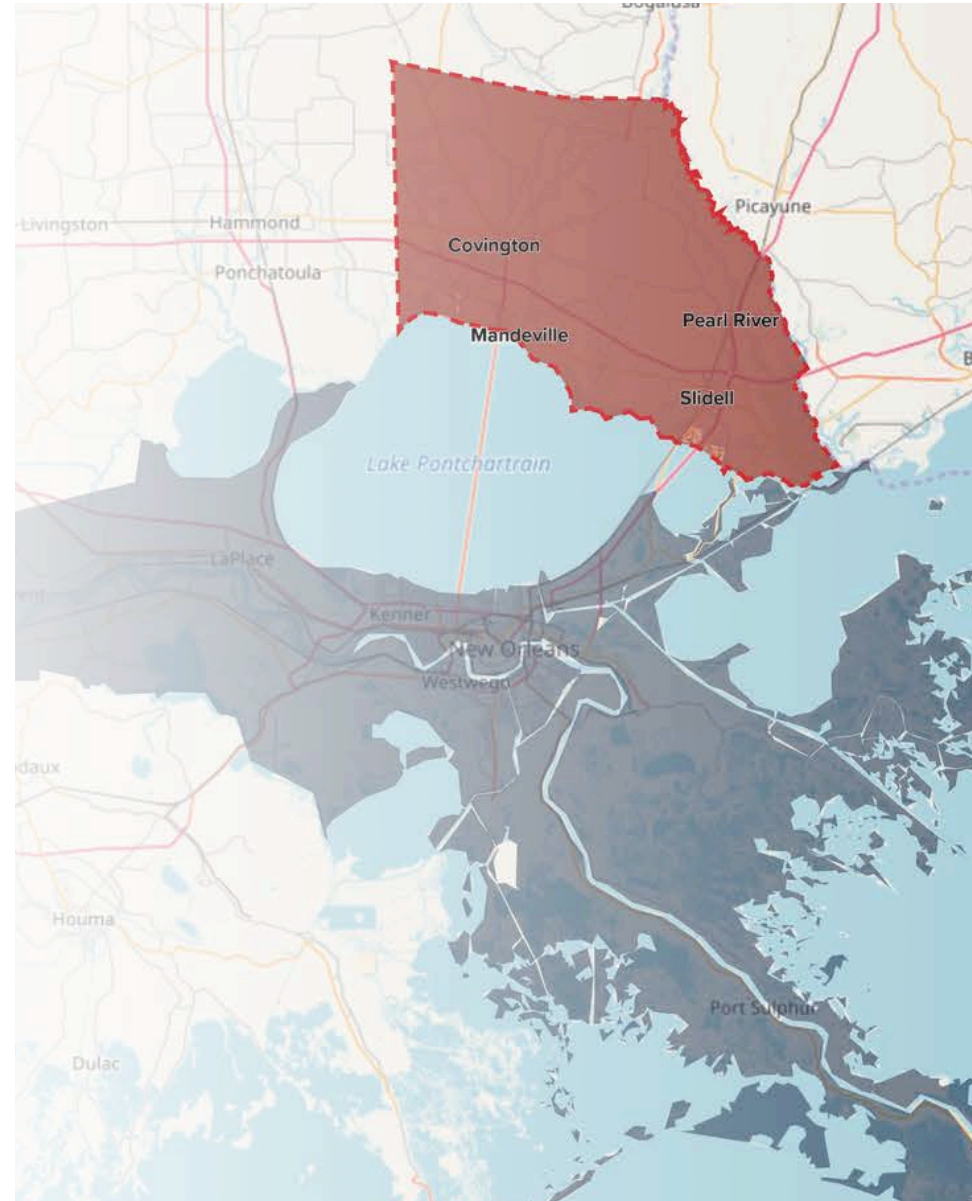 Picayune
Livingston
Hammond
Covington
Ponchatoula
Pearl River
Mandeville
Slidell
Lake Pontchartrain
LaPlace
Kenner
New Orleans
Westwego
Houma
Port Sulphur
Dulac